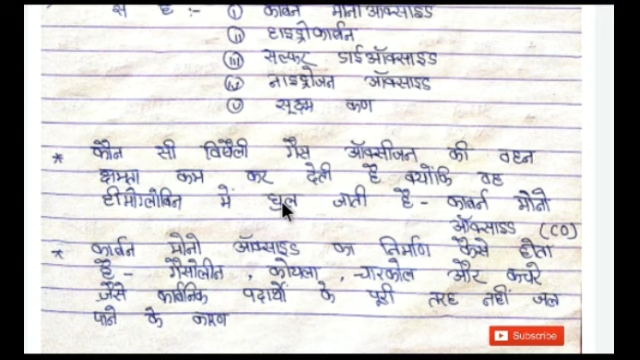 स है :- (i) कार्बन मोनोऑक्साइड
(ii) हाइड्रोकार्बन
(iii) सल्फर डाईऑक्साइड
(iv) नाइट्रोजन ऑक्साइड
(v) सूक्ष्म कण
* कौन सी विषैली गैस ऑक्सीजन की वहन
क्षमता कम कर देती है क्योंकि वह
हीमोग्लोबिन में घुल जाती है - कार्बन मोनो
ऑक्साइड (CO)
* कार्बन मोनो ऑक्साइड का निर्माण कैसे होता
है - गैसोलीन , कोयला , चारकोल और कचरे
जैसे कार्बनिक पदार्थों के पूरी तरह नहीं जल
पाने के कारण
Subscribe